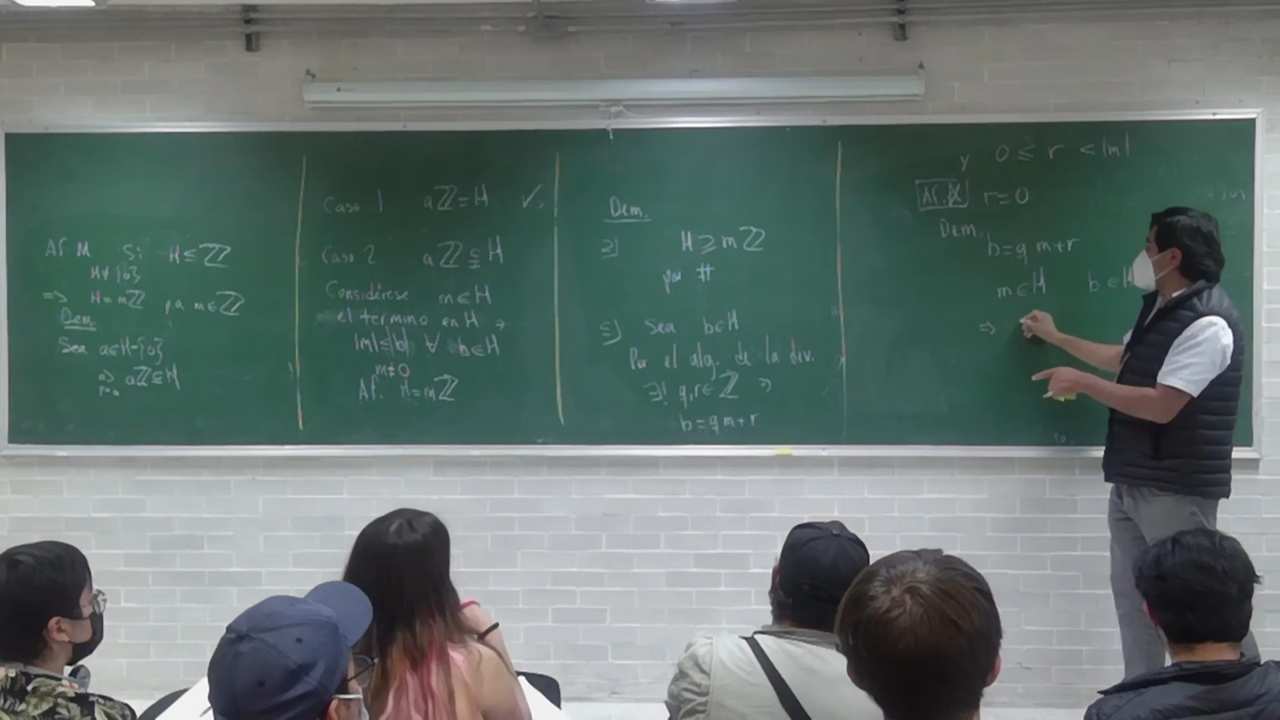 Af M Si H ≤ ℤ
H≠{0}
⇒ H=mℤ p.a m∈ℤ
Dem.
Sea a∈H-{0}
⇒ aℤ⊆H
Caso 1 aℤ=H ✓.
Caso 2 aℤ⊊H
Considérese m∈H
el término en H ∋
|m|≤|b| ∀ b∈H
m≠0
Af. H=mℤ
Dem.
⊇) H⊇mℤ
por #
⊆) Sea b∈H
Por el alg. de la div.
∃! q,r∈ℤ ∋
b=qm+r
y 0 ≤ r < |m|
Af. r=0
Dem.
b=qm+r
m∈H b∈H
⇒